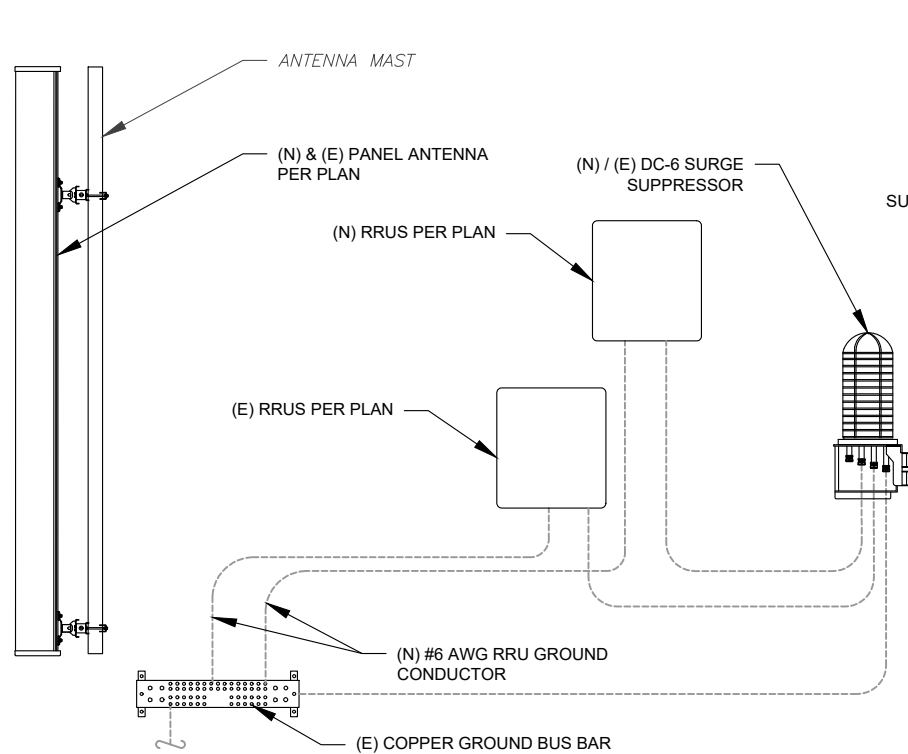 ANTENNA MAST
(N) & (E) PANEL ANTENNA
PER PLAN
(N) / (E) DC-6 SURGE
SUPPRESSOR
SU
(N) RRUS PER PLAN
(E) RRUS PER PLAN
(N) #6 AWG RRU GROUND
CONDUCTOR
(E) COPPER GROUND BUS BAR